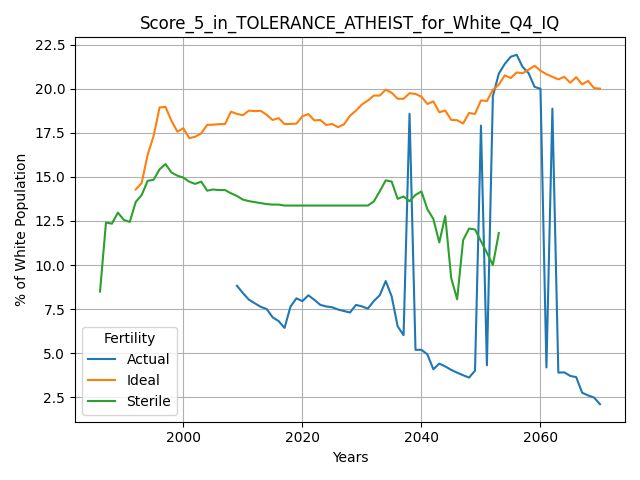 Score_5_in_TOLERANCE_ATHEIST_for_White_Q4_IQ
% of White Population
22.5
20.0
17.5
15.0
12.5
10.0
7.5
5.0
2.5
Fertility
Actual
Ideal
Sterile
2000
2020
2040
2060
Years